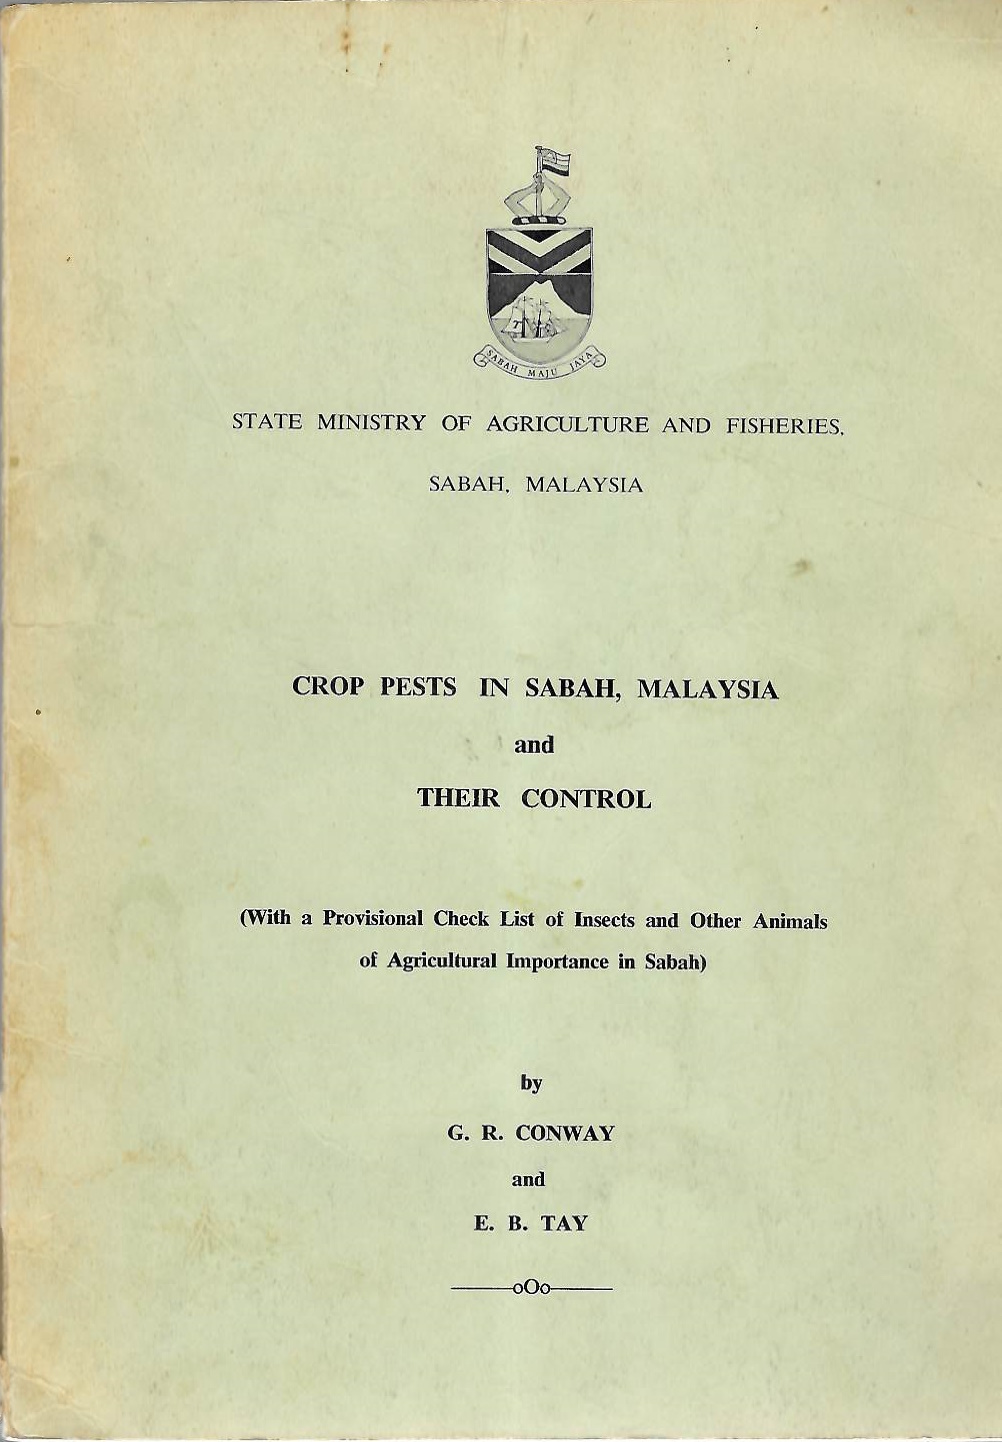 SABAH MAJU JAYA
STATE MINISTRY OF AGRICULTURE AND FISHERIES,
SABAH, MALAYSIA
CROP PESTS IN SABAH, MALAYSIA
and
THEIR CONTROL
(With a Provisional Check List of Insects and Other Animals
of Agricultural Importance in Sabah)
by
G. R. CONWAY
and
E. B. TAY
oOo